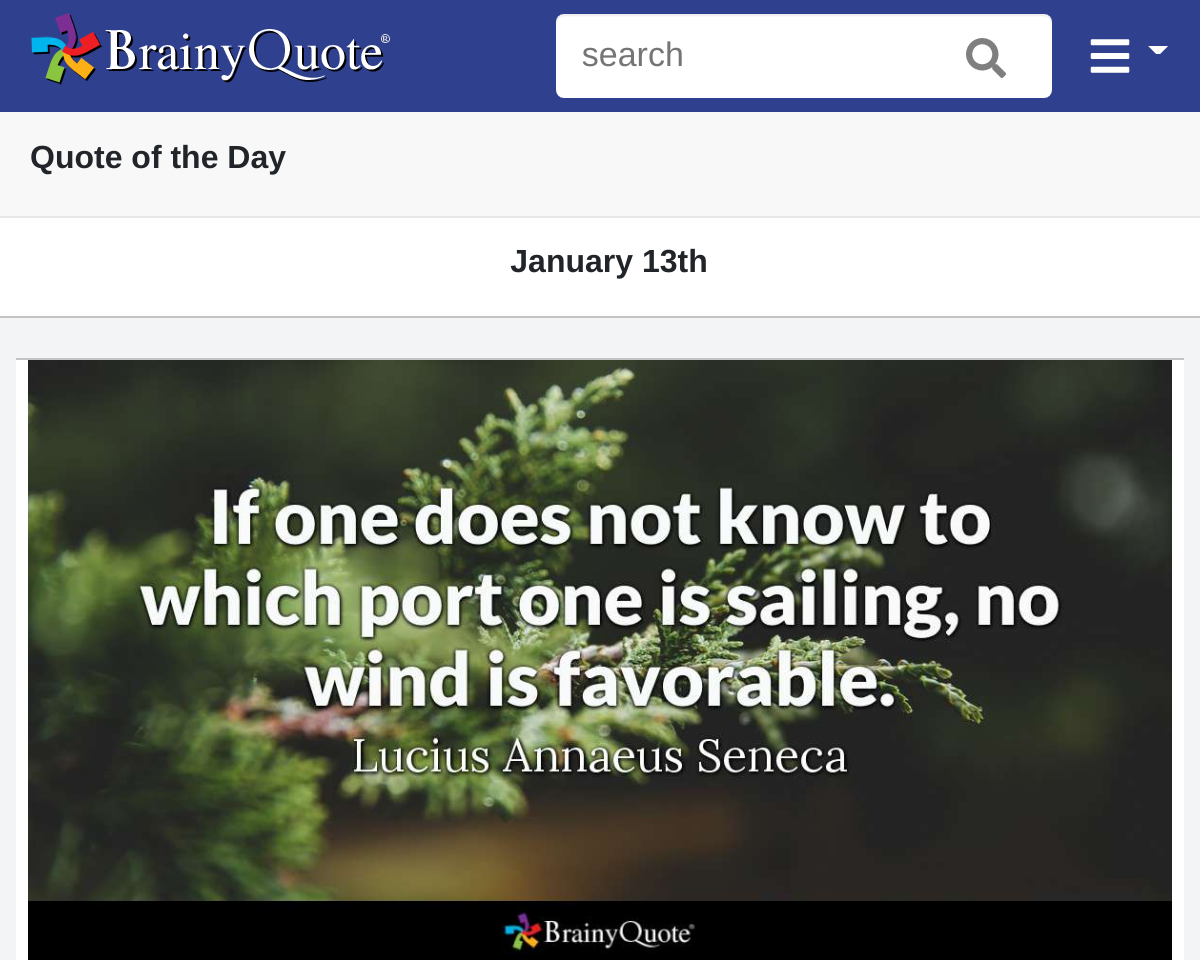 BrainyQuote®
search
Quote of the Day
January 13th
If one does not know to
which port one is sailing, no
wind is favorable.
Lucius Annaeus Seneca
BrainyQuote®